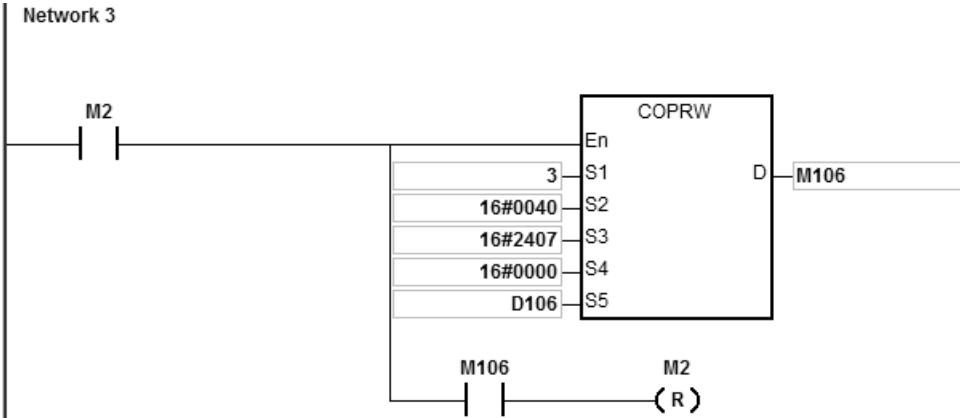 Network 3
M2
COPRW
En
3 S1 D M106
16#0040 S2
16#2407 S3
16#0000 S4
D106 S5
M106 M2
R